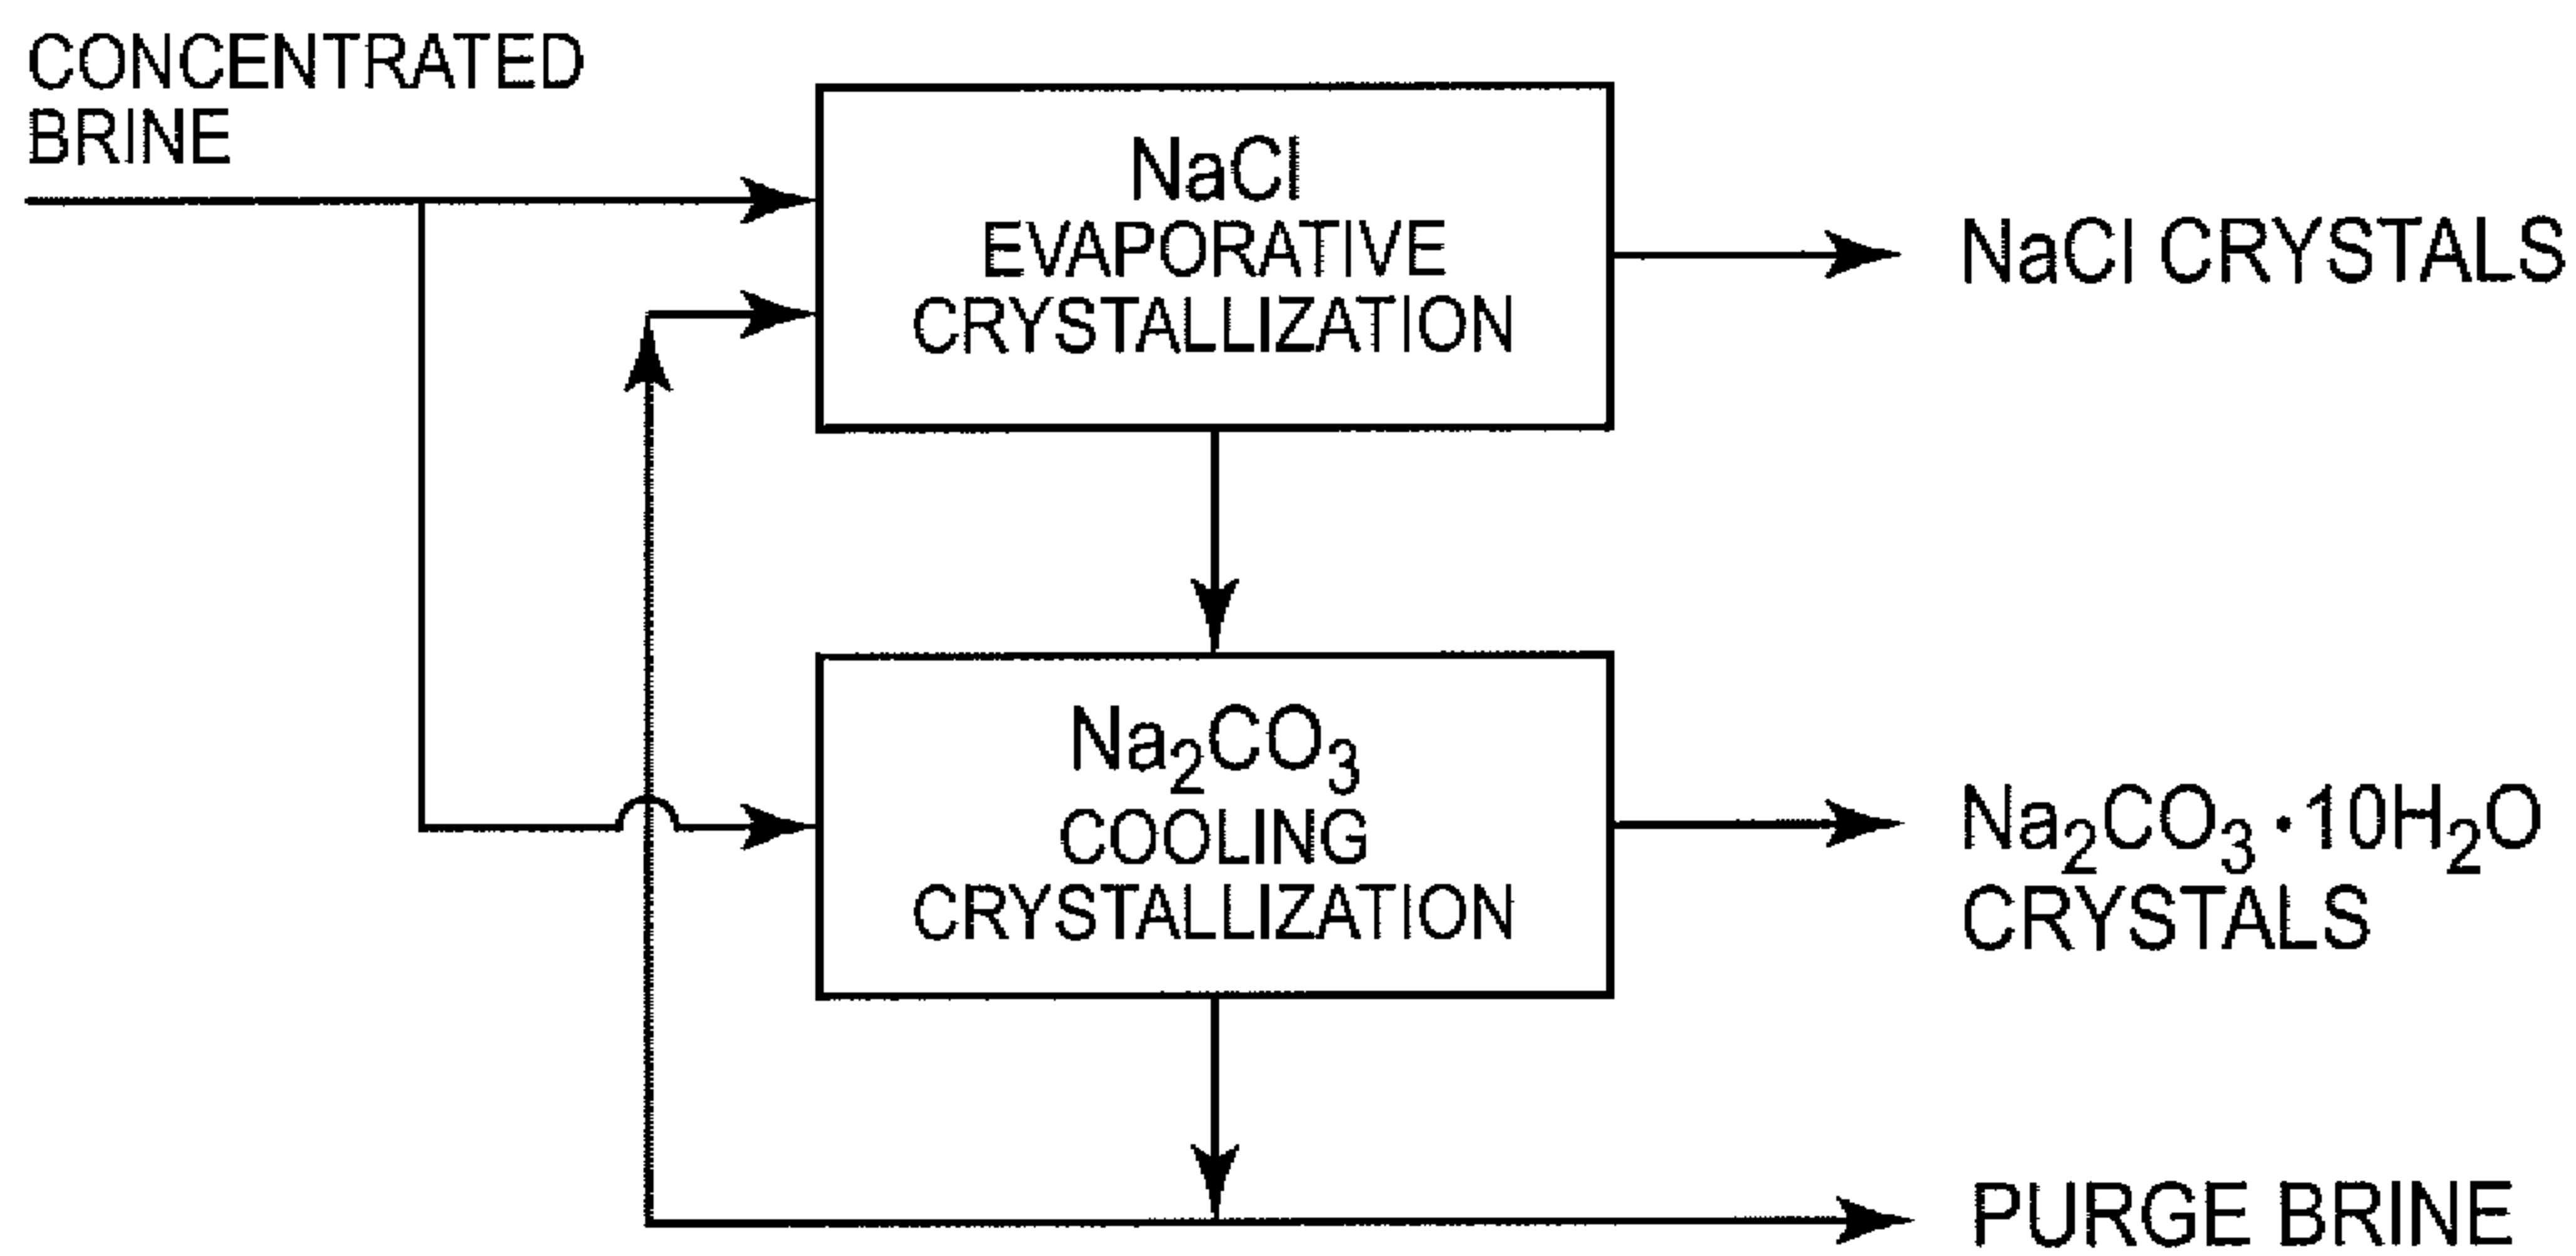 CONCENTRATED
BRINE
NaCl
EVAPORATIVE
CRYSTALLIZATION
NaCl CRYSTALS
Na₂CO₃
COOLING
CRYSTALLIZATION
Na₂CO₃·10H₂O
CRYSTALS
PURGE BRINE